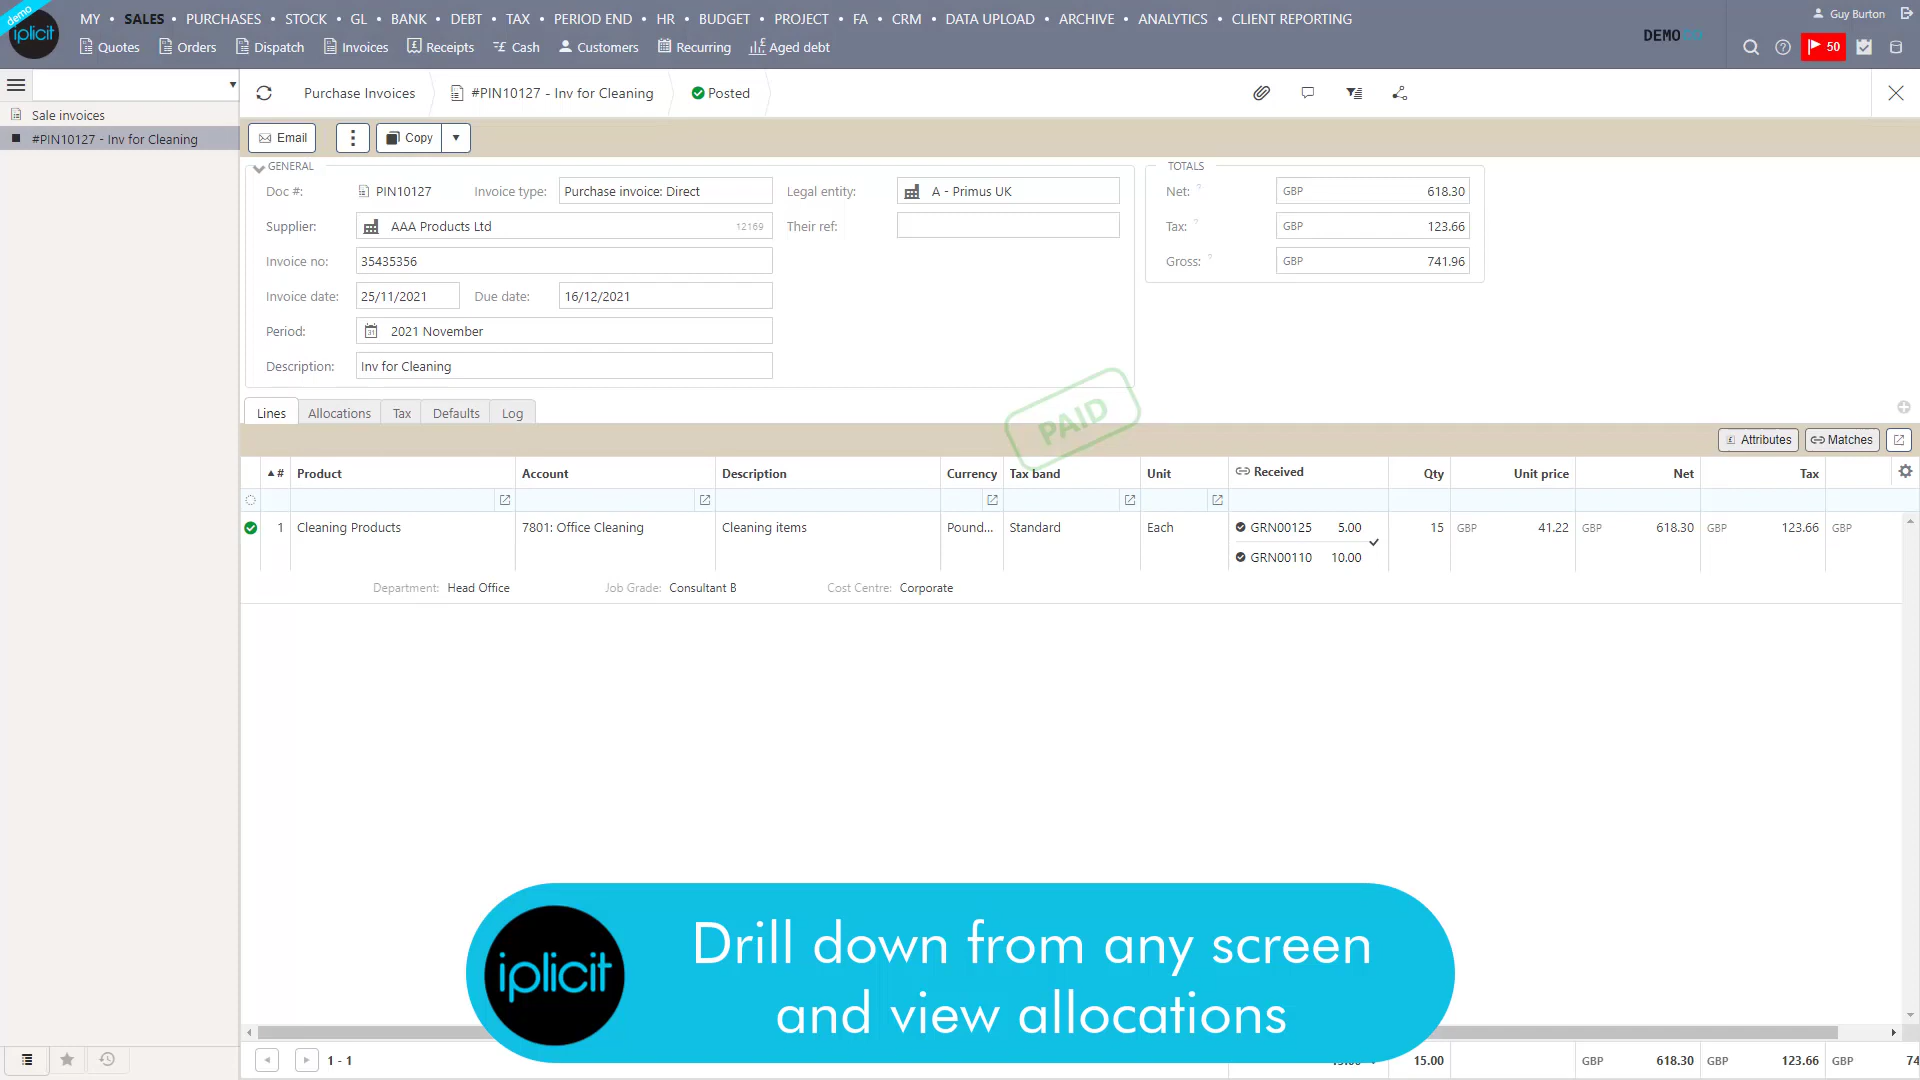 demo
iplicit
MY • SALES • PURCHASES • STOCK • GL • BANK • DEBT • TAX • PERIOD END • HR • BUDGET • PROJECT • FA • CRM • DATA UPLOAD • ARCHIVE • ANALYTICS • CLIENT REPORTING
Guy Burton
Quotes Orders Dispatch Invoices Receipts Cash Customers Recurring Aged debt
DEMO
50
Purchase Invoices #PIN10127 - Inv for Cleaning Posted
Sale invoices
#PIN10127 - Inv for Cleaning
Email Copy
GENERAL
Doc #: PIN10127 Invoice type: Purchase invoice: Direct Legal entity: A - Primus UK
Supplier: AAA Products Ltd 12169 Their ref:
Invoice no: 35435356
Invoice date: 25/11/2021 Due date: 16/12/2021
Period: 31 2021 November
Description: Inv for Cleaning
TOTALS
Net: ? GBP 618.30
Tax: ? GBP 123.66
Gross: ? GBP 741.96
PAID
Lines Allocations Tax Defaults Log
Attributes Matches
# Product Account Description Currency Tax band Unit Received Qty Unit price Net Tax
1 Cleaning Products 7801: Office Cleaning Cleaning items Pound... Standard Each GRN00125 5.00 15 GBP 41.22 GBP 618.30 GBP 123.66 GBP
GRN00110 10.00
Department: Head Office Job Grade: Consultant B Cost Centre: Corporate
iplicit
Drill down from any screen
and view allocations
1 - 1 15.00 GBP 618.30 GBP 123.66 GBP 74